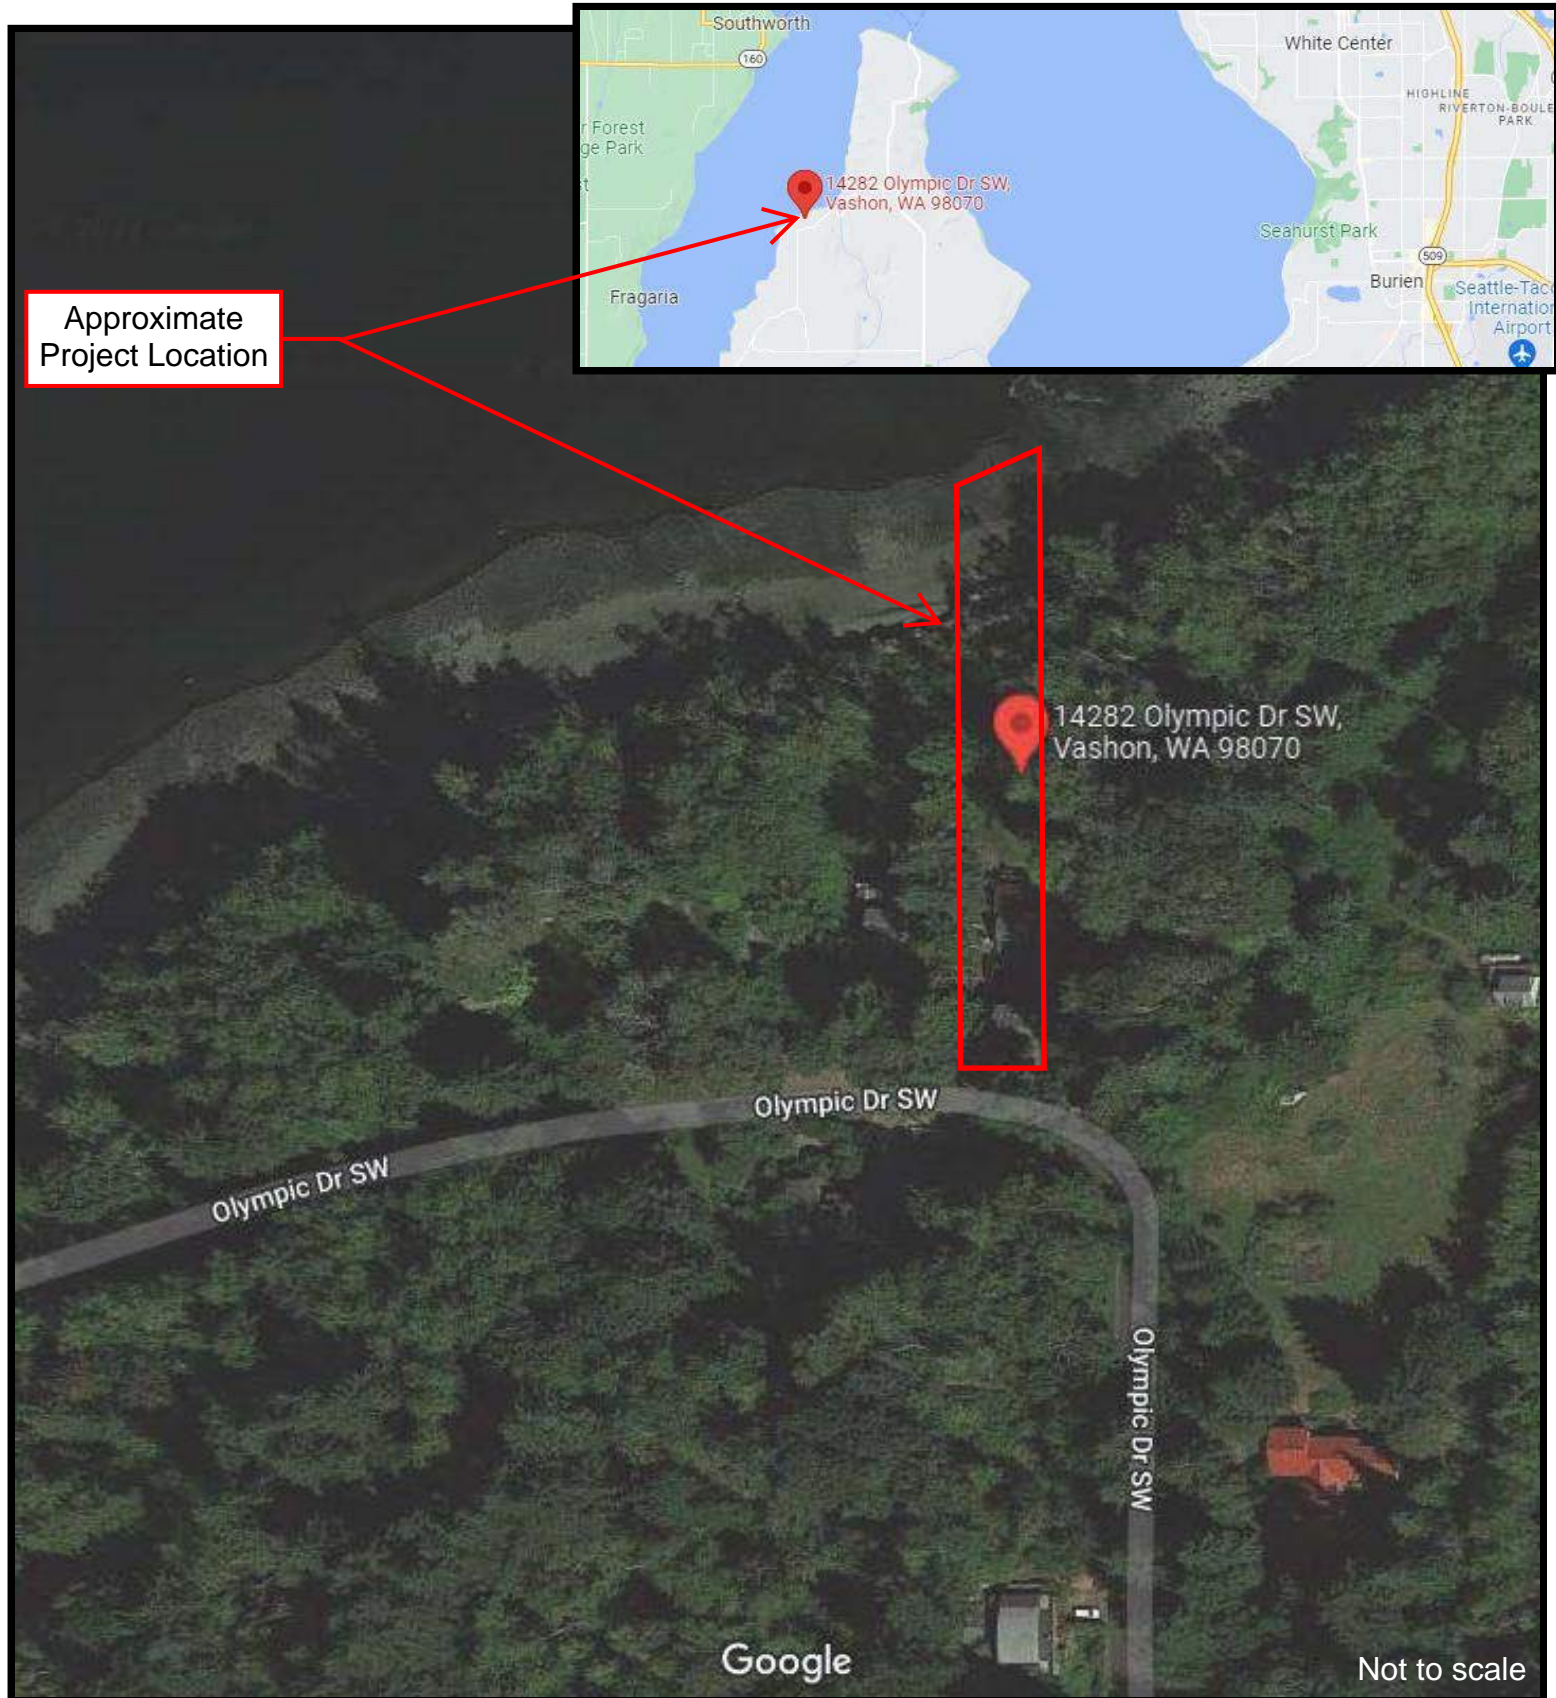 Southworth
160
White Center
HIGHLINE
RIVERTON-BOULE
PARK
r Forest
ge Park
t
14282 Olympic Dr SW,
Vashon, WA 98070
Seahurst Park
509
Fragaria
Burien
Seattle-Taco
Internation
Airport
Approximate
Project Location
14282 Olympic Dr SW,
Vashon, WA 98070
Olympic Dr SW
Olympic Dr SW
Olympic Dr SW
Google
Not to scale